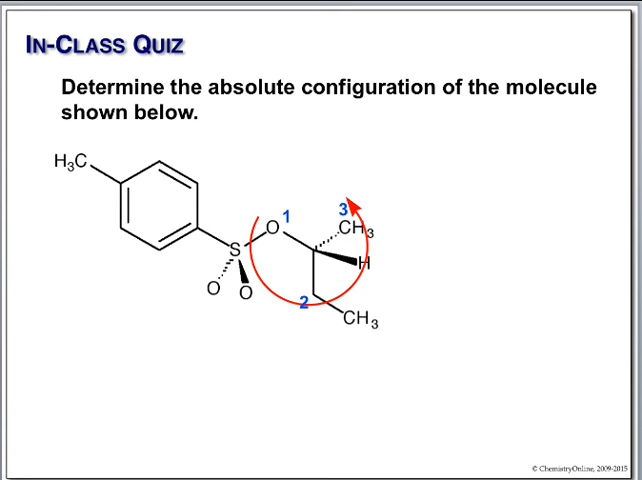 IN-CLASS QUIZ
Determine the absolute configuration of the molecule
shown below.
H₃C
O 1
3
CH₃
S
H
O O
2
CH₃
© ChemistryOnline, 2009-2015